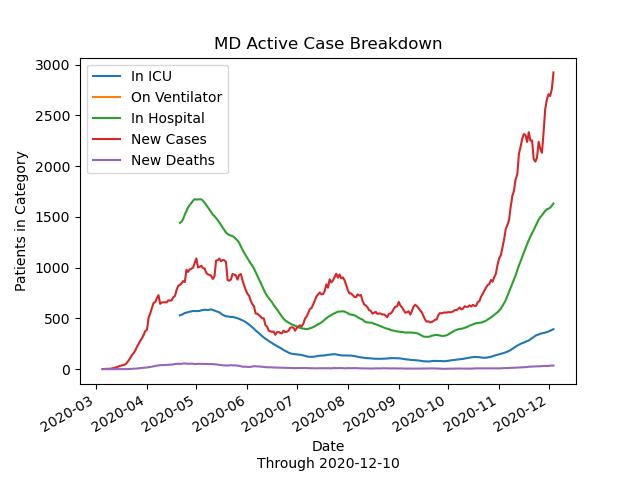 MD Active Case Breakdown
Patients in Category
3000
2500
2000
1500
1000
500
0
In ICU
On Ventilator
In Hospital
New Cases
New Deaths
2020-03
2020-04
2020-05
2020-06
2020-07
2020-08
2020-09
2020-10
2020-11
2020-12
Date
Through 2020-12-10